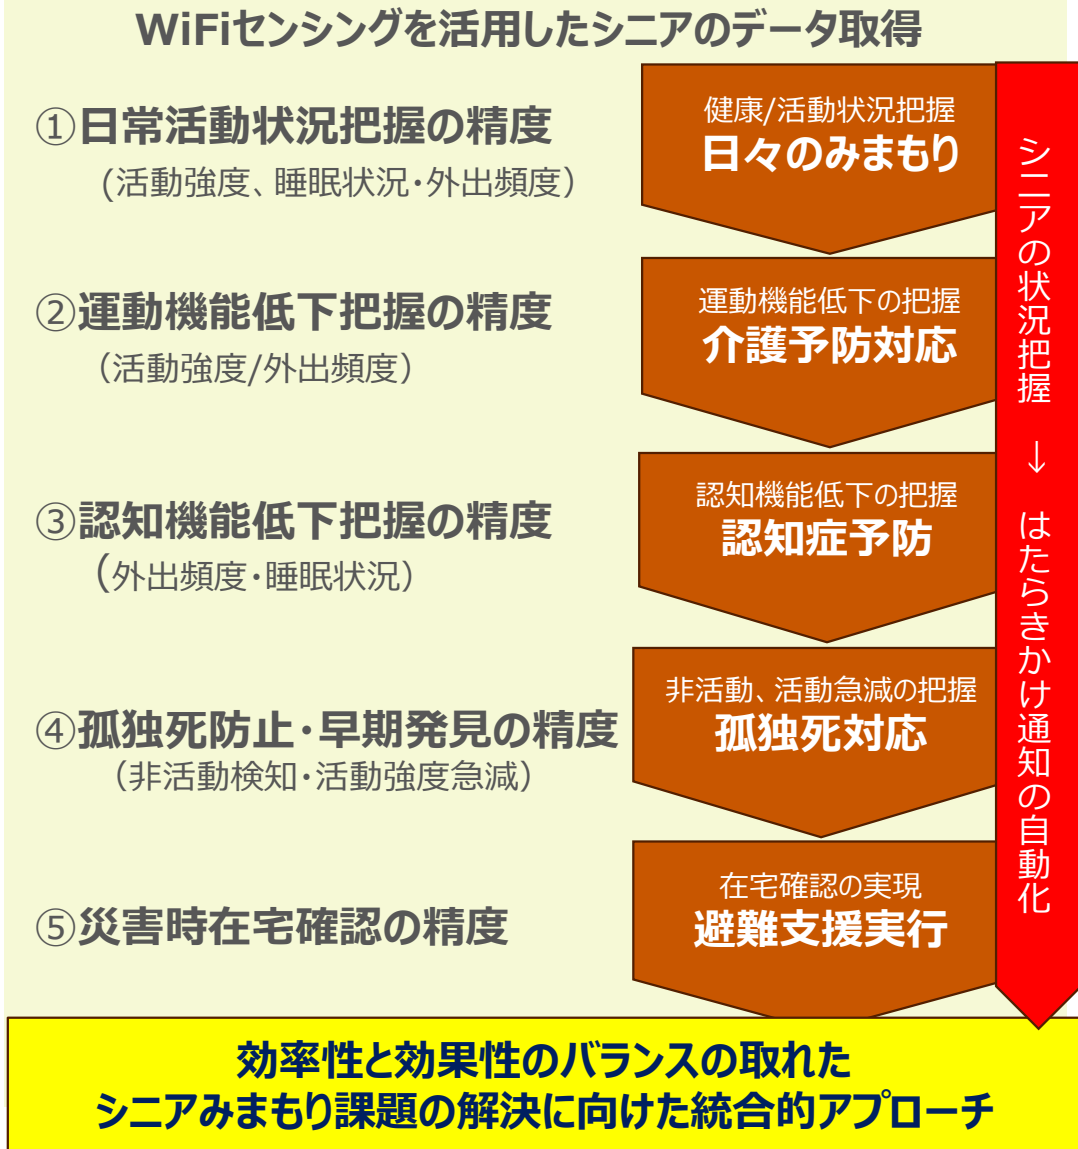 WiFiセンシングを活用したシニアのデータ取得
①日常活動状況把握の精度
(活動強度、睡眠状況・外出頻度）
健康/活動状況把握
日々のみまもり
②運動機能低下把握の精度
（活動強度/外出頻度）
運動機能低下の把握
介護予防対応
③認知機能低下把握の精度
（外出頻度・睡眠状況）
認知機能低下の把握
認知症予防
④孤独死防止・早期発見の精度
（非活動検知・活動強度急減）
非活動、活動急減の把握
孤独死対応
⑤災害時在宅確認の精度
在宅確認の実現
避難支援実行
シニアの状況把握　→　はたらきかけ通知の自動化
効率性と効果性のバランスの取れた
シニアみまもり課題の解決に向けた統合的アプローチ